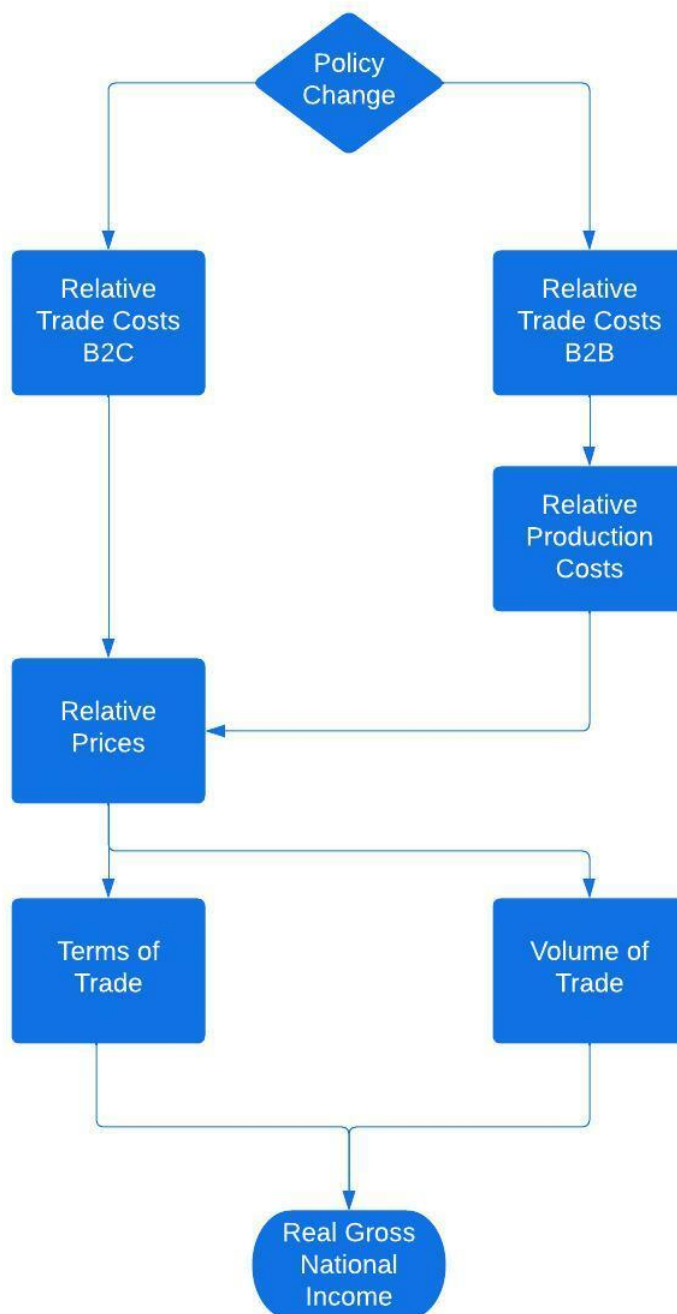 Policy
Change
Relative
Trade Costs
B2C
Relative
Trade Costs
B2B
Relative
Production
Costs
Relative
Prices
Terms of
Trade
Volume of
Trade
Real Gross
National
Income